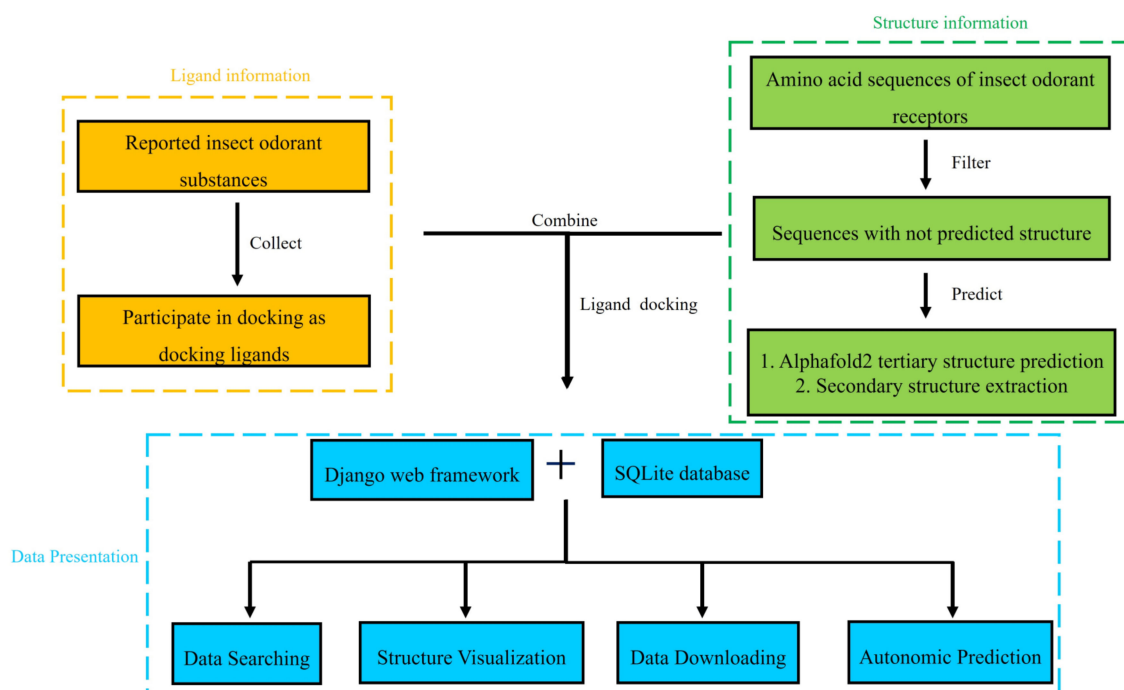 Structure information
Ligand information
Amino acid sequences of insect odorant
receptors
Reported insect odorant
substances
Filter
Combine
Collect
Sequences with not predicted structure
Ligand docking
Predict
Participate in docking as
docking ligands
1. Alphafold2 tertiary structure prediction
2. Secondary structure extraction
Django web framework
+
SQLite database
Data Presentation
Data Searching
Structure Visualization
Data Downloading
Autonomic Prediction